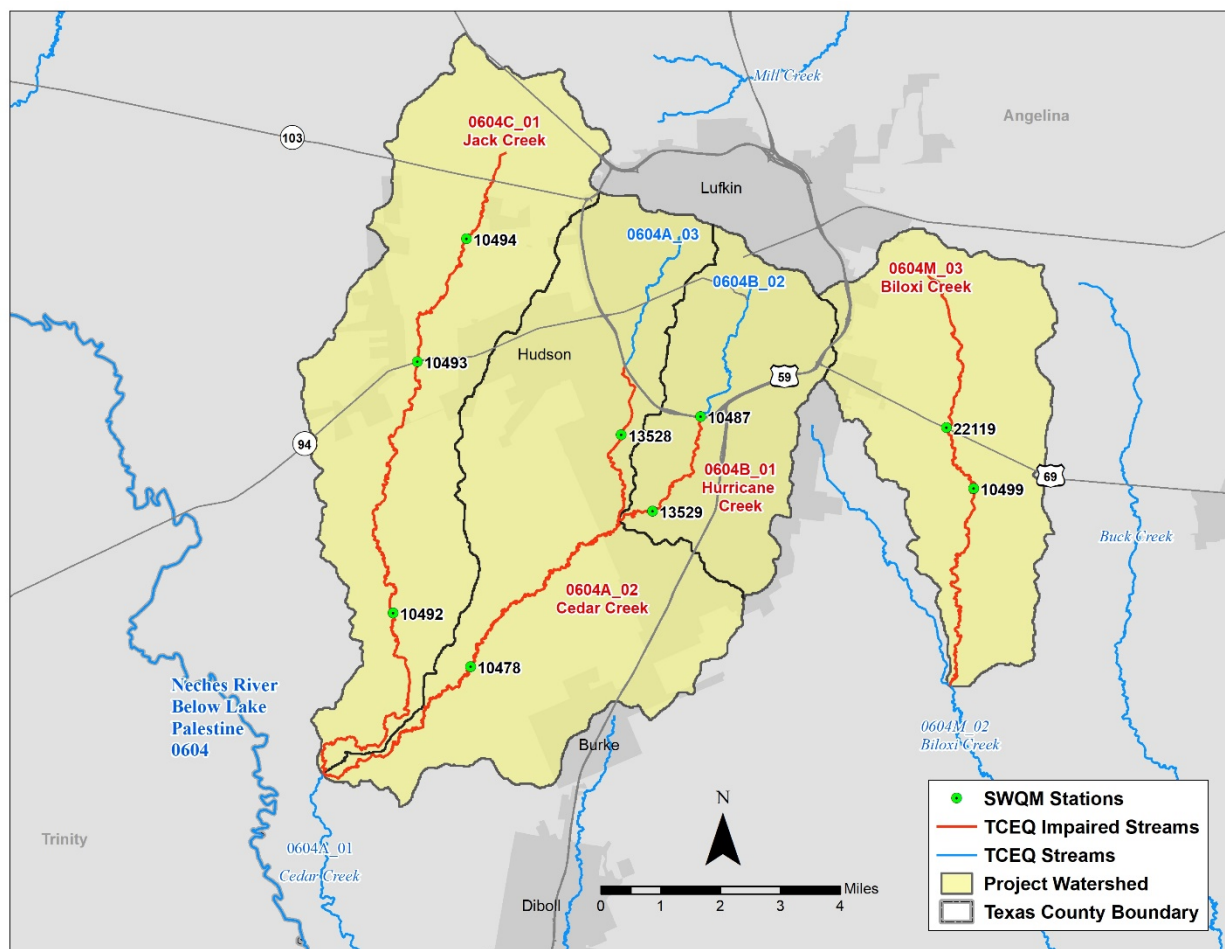 Mill Creek
Angelina
0604C_01
Jack Creek
103
Lufkin
0604A_03
10494
0604M_03
Biloxi Creek
0604B_02
Hudson
10493
59
10487
22119
13528
94
0604B_01
Hurricane
Creek
69
10499
13529
Buck Creek
0604A_02
Cedar Creek
10492
10478
Neches River
Below Lake
Palestine
0604
0604M_02
Biloxi Creek
Burke
Trinity
0604A_01
Cedar Creek
Diboll
N
Miles
0 1 2 3 4
SWQM Stations
TCEQ Impaired Streams
TCEQ Streams
Project Watershed
Texas County Boundary